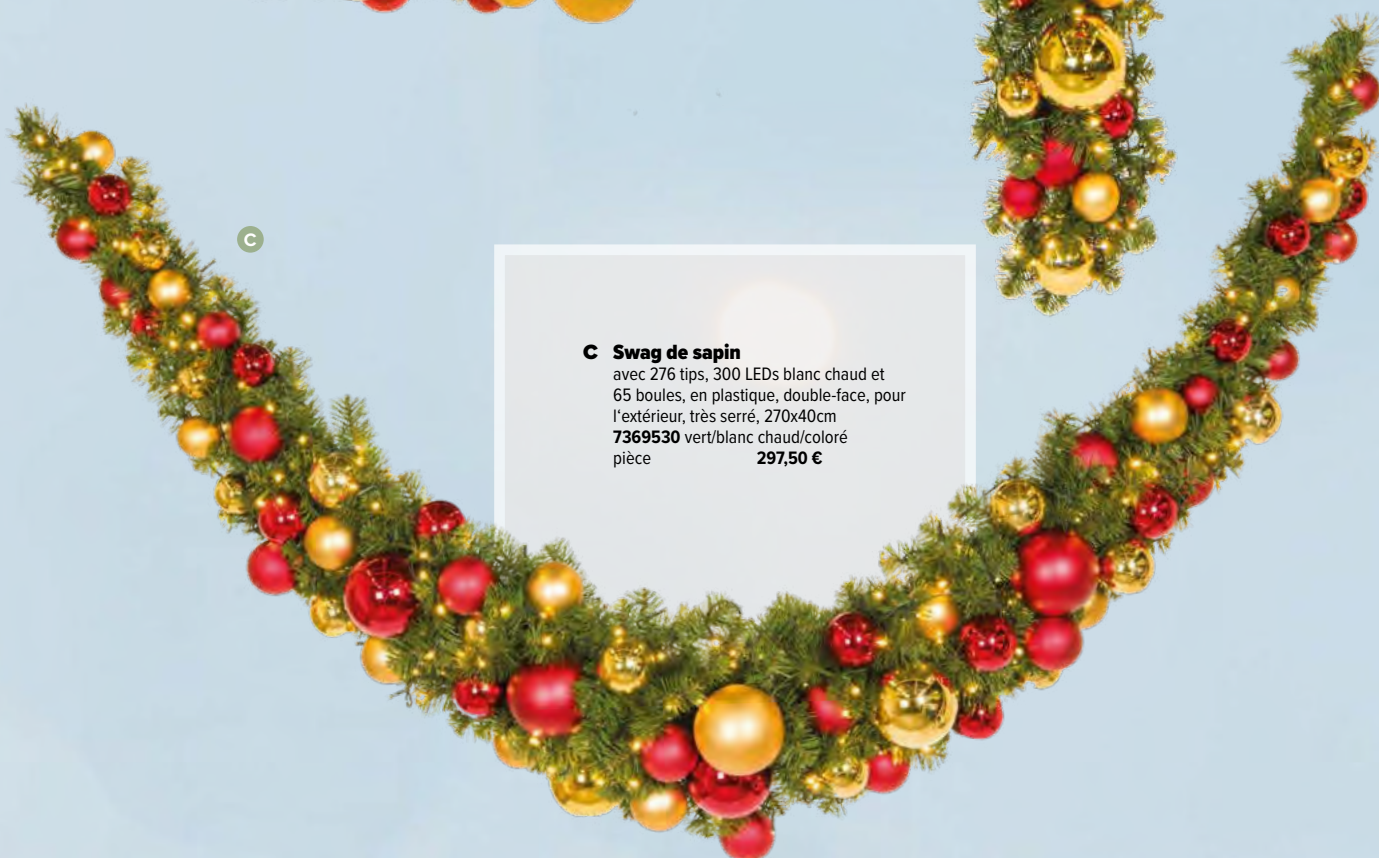 C
C Swag de sapin
avec 276 tips, 300 LEDs blanc chaud et
65 boules, en plastique, double-face, pour
l‘extérieur, très serré, 270x40cm
7369530 vert/blanc chaud/coloré
pièce 297,50 €